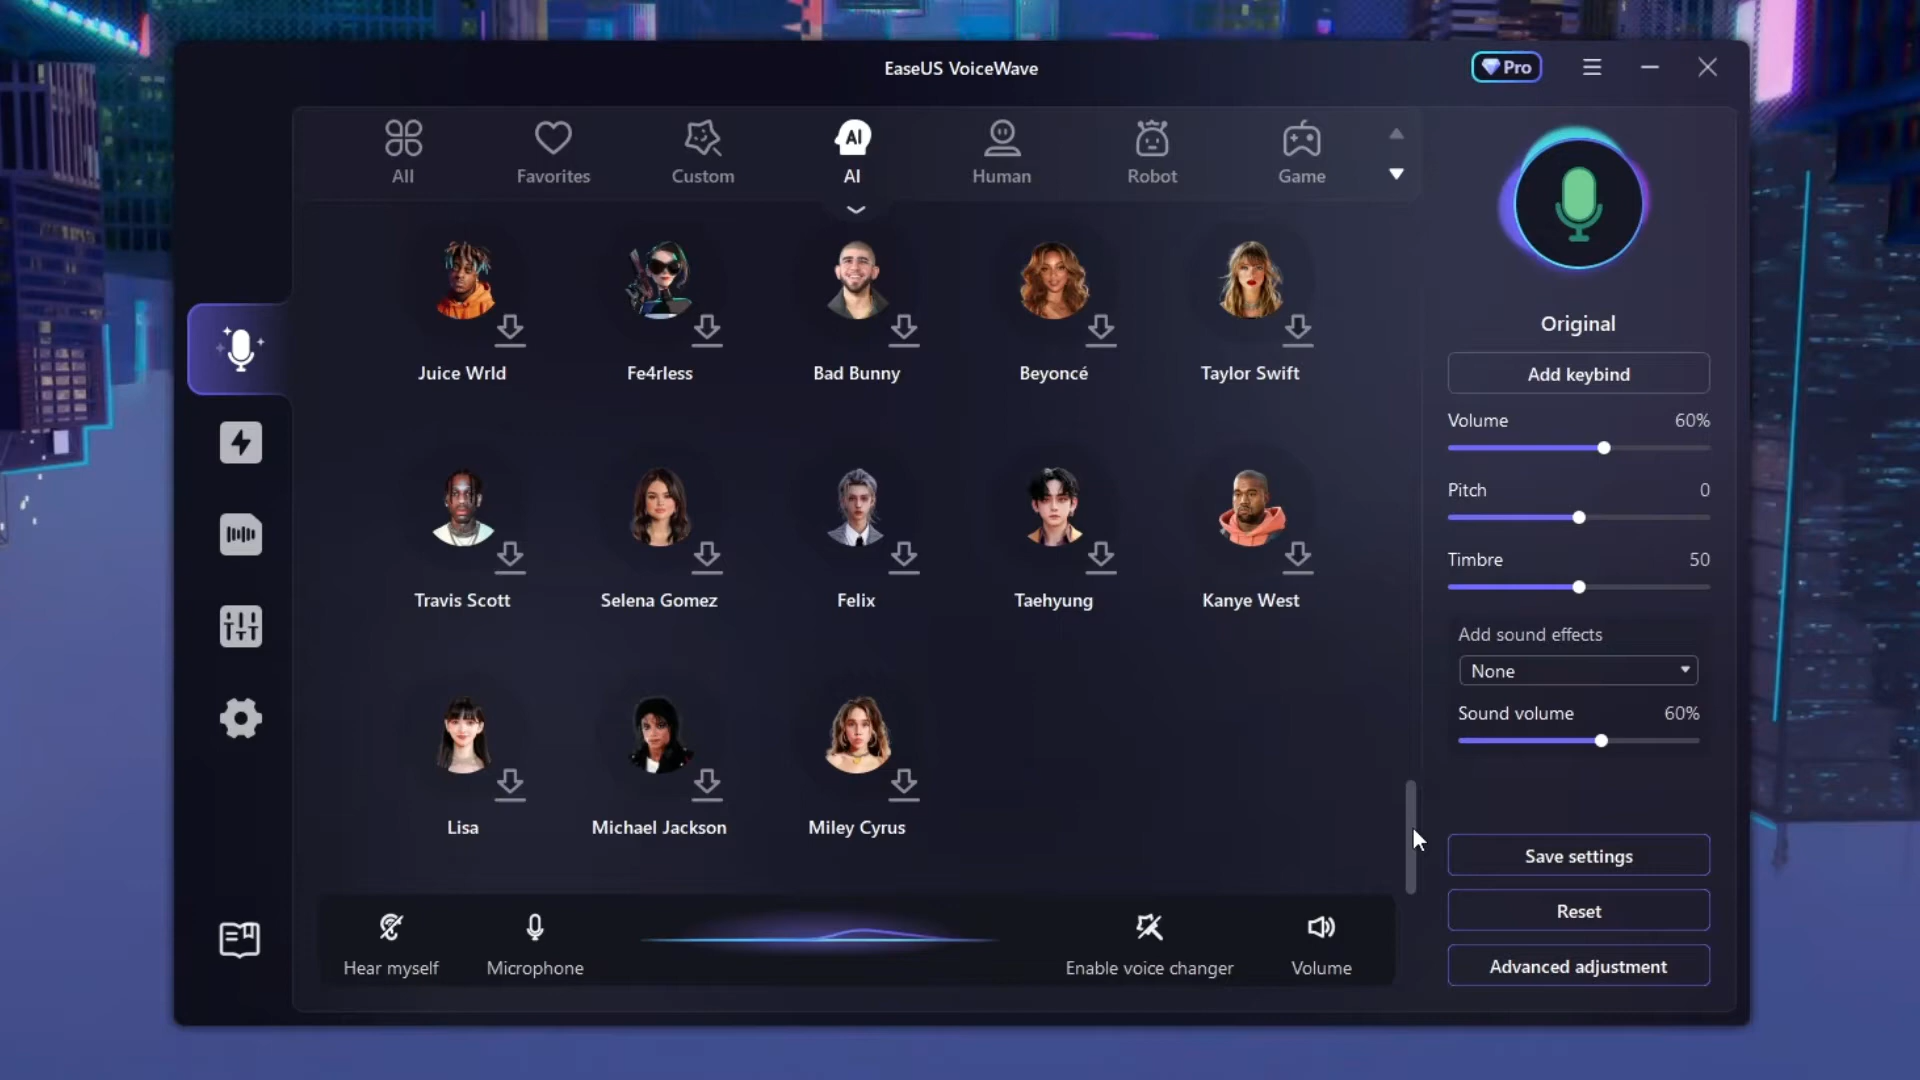 EaseUS VoiceWave
Pro
All
Favorites
Custom
AI
AI
Human
Robot
Game
Juice Wrld
Fe4rless
Bad Bunny
Beyoncé
Taylor Swift
Travis Scott
Selena Gomez
Felix
Taehyung
Kanye West
Lisa
Michael Jackson
Miley Cyrus
Hear myself
Microphone
Enable voice changer
Volume
Original
Add keybind
Volume 60%
Pitch 0
Timbre 50
Add sound effects
None
Sound volume 60%
Save settings
Reset
Advanced adjustment